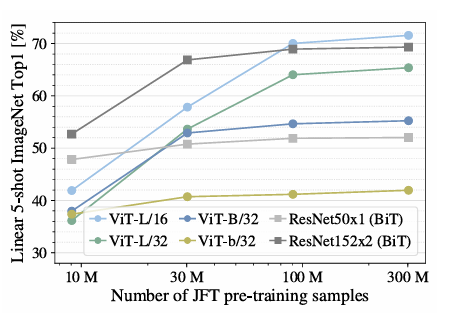 Linear 5-shot ImageNet Top1 [%]
70
60
50
40
30
ViT-L/16
ViT-B/32
ResNet50x1 (BiT)
ViT-L/32
ViT-b/32
ResNet152x2 (BiT)
10 M
30 M
100 M
300 M
Number of JFT pre-training samples